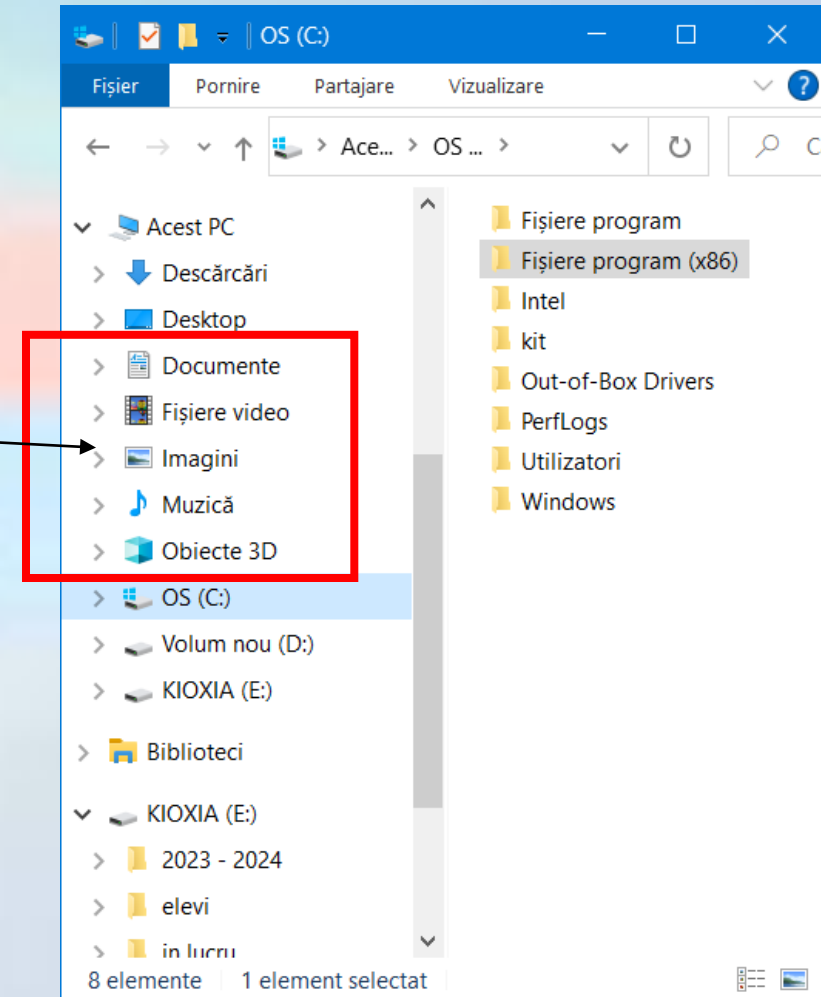 OS (C:)
Fișier Pornire Partajare Vizualizare
Ace... OS ...
C
Acest PC
Descărcări
Desktop
Documente
Fișiere video
Imagini
Muzică
Obiecte 3D
OS (C:)
Volum nou (D:)
KIOXIA (E:)
Biblioteci
KIOXIA (E:)
2023 - 2024
elevi
in lucru
Fișiere program
Fișiere program (x86)
Intel
kit
Out-of-Box Drivers
PerfLogs
Utilizatori
Windows
8 elemente 1 element selectat